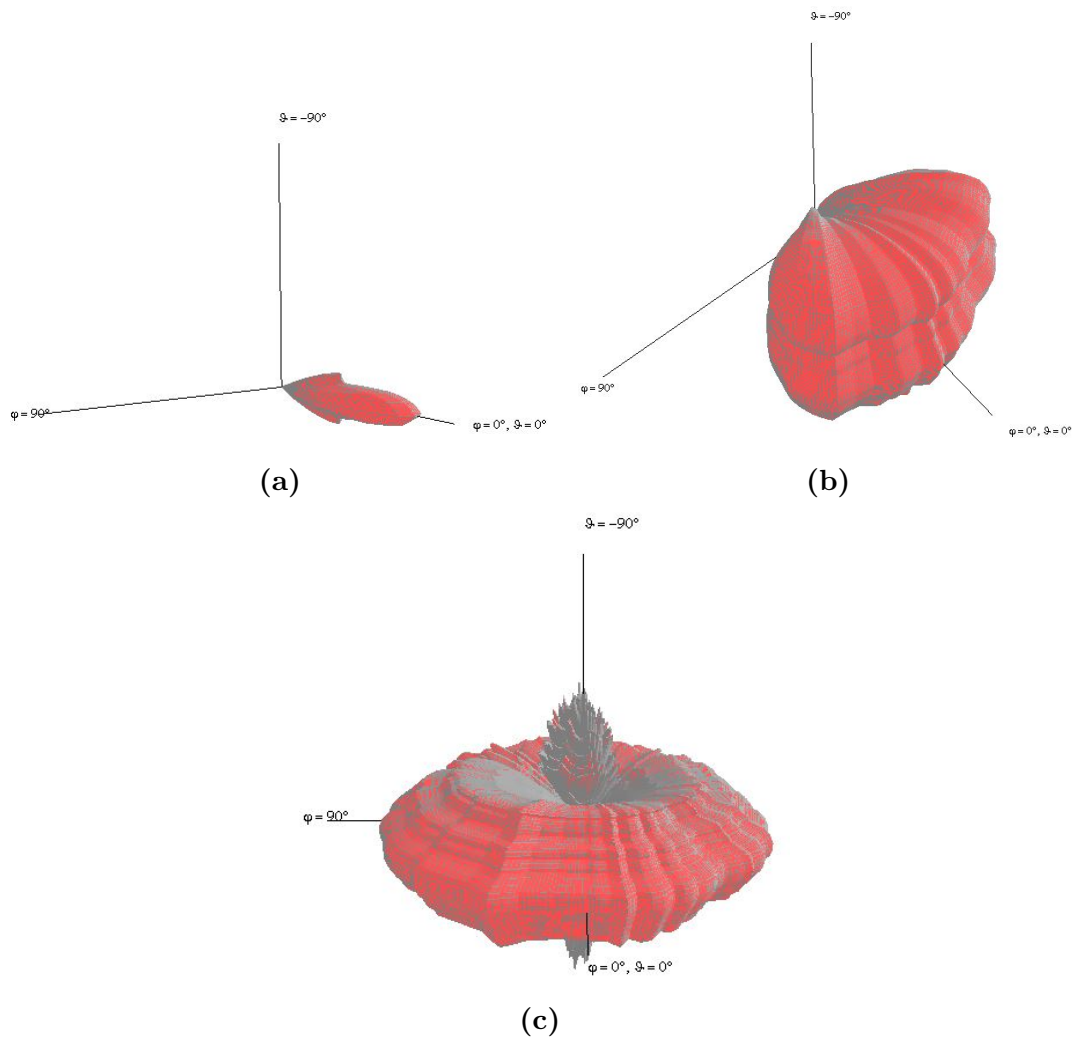 ϑ = –90°
φ = 90°
φ = 0°, ϑ = 0°
(a)
ϑ = –90°
φ = 90°
φ = 0°, ϑ = 0°
(b)
ϑ = –90°
φ = 90°
φ = 0°, ϑ = 0°
(c)